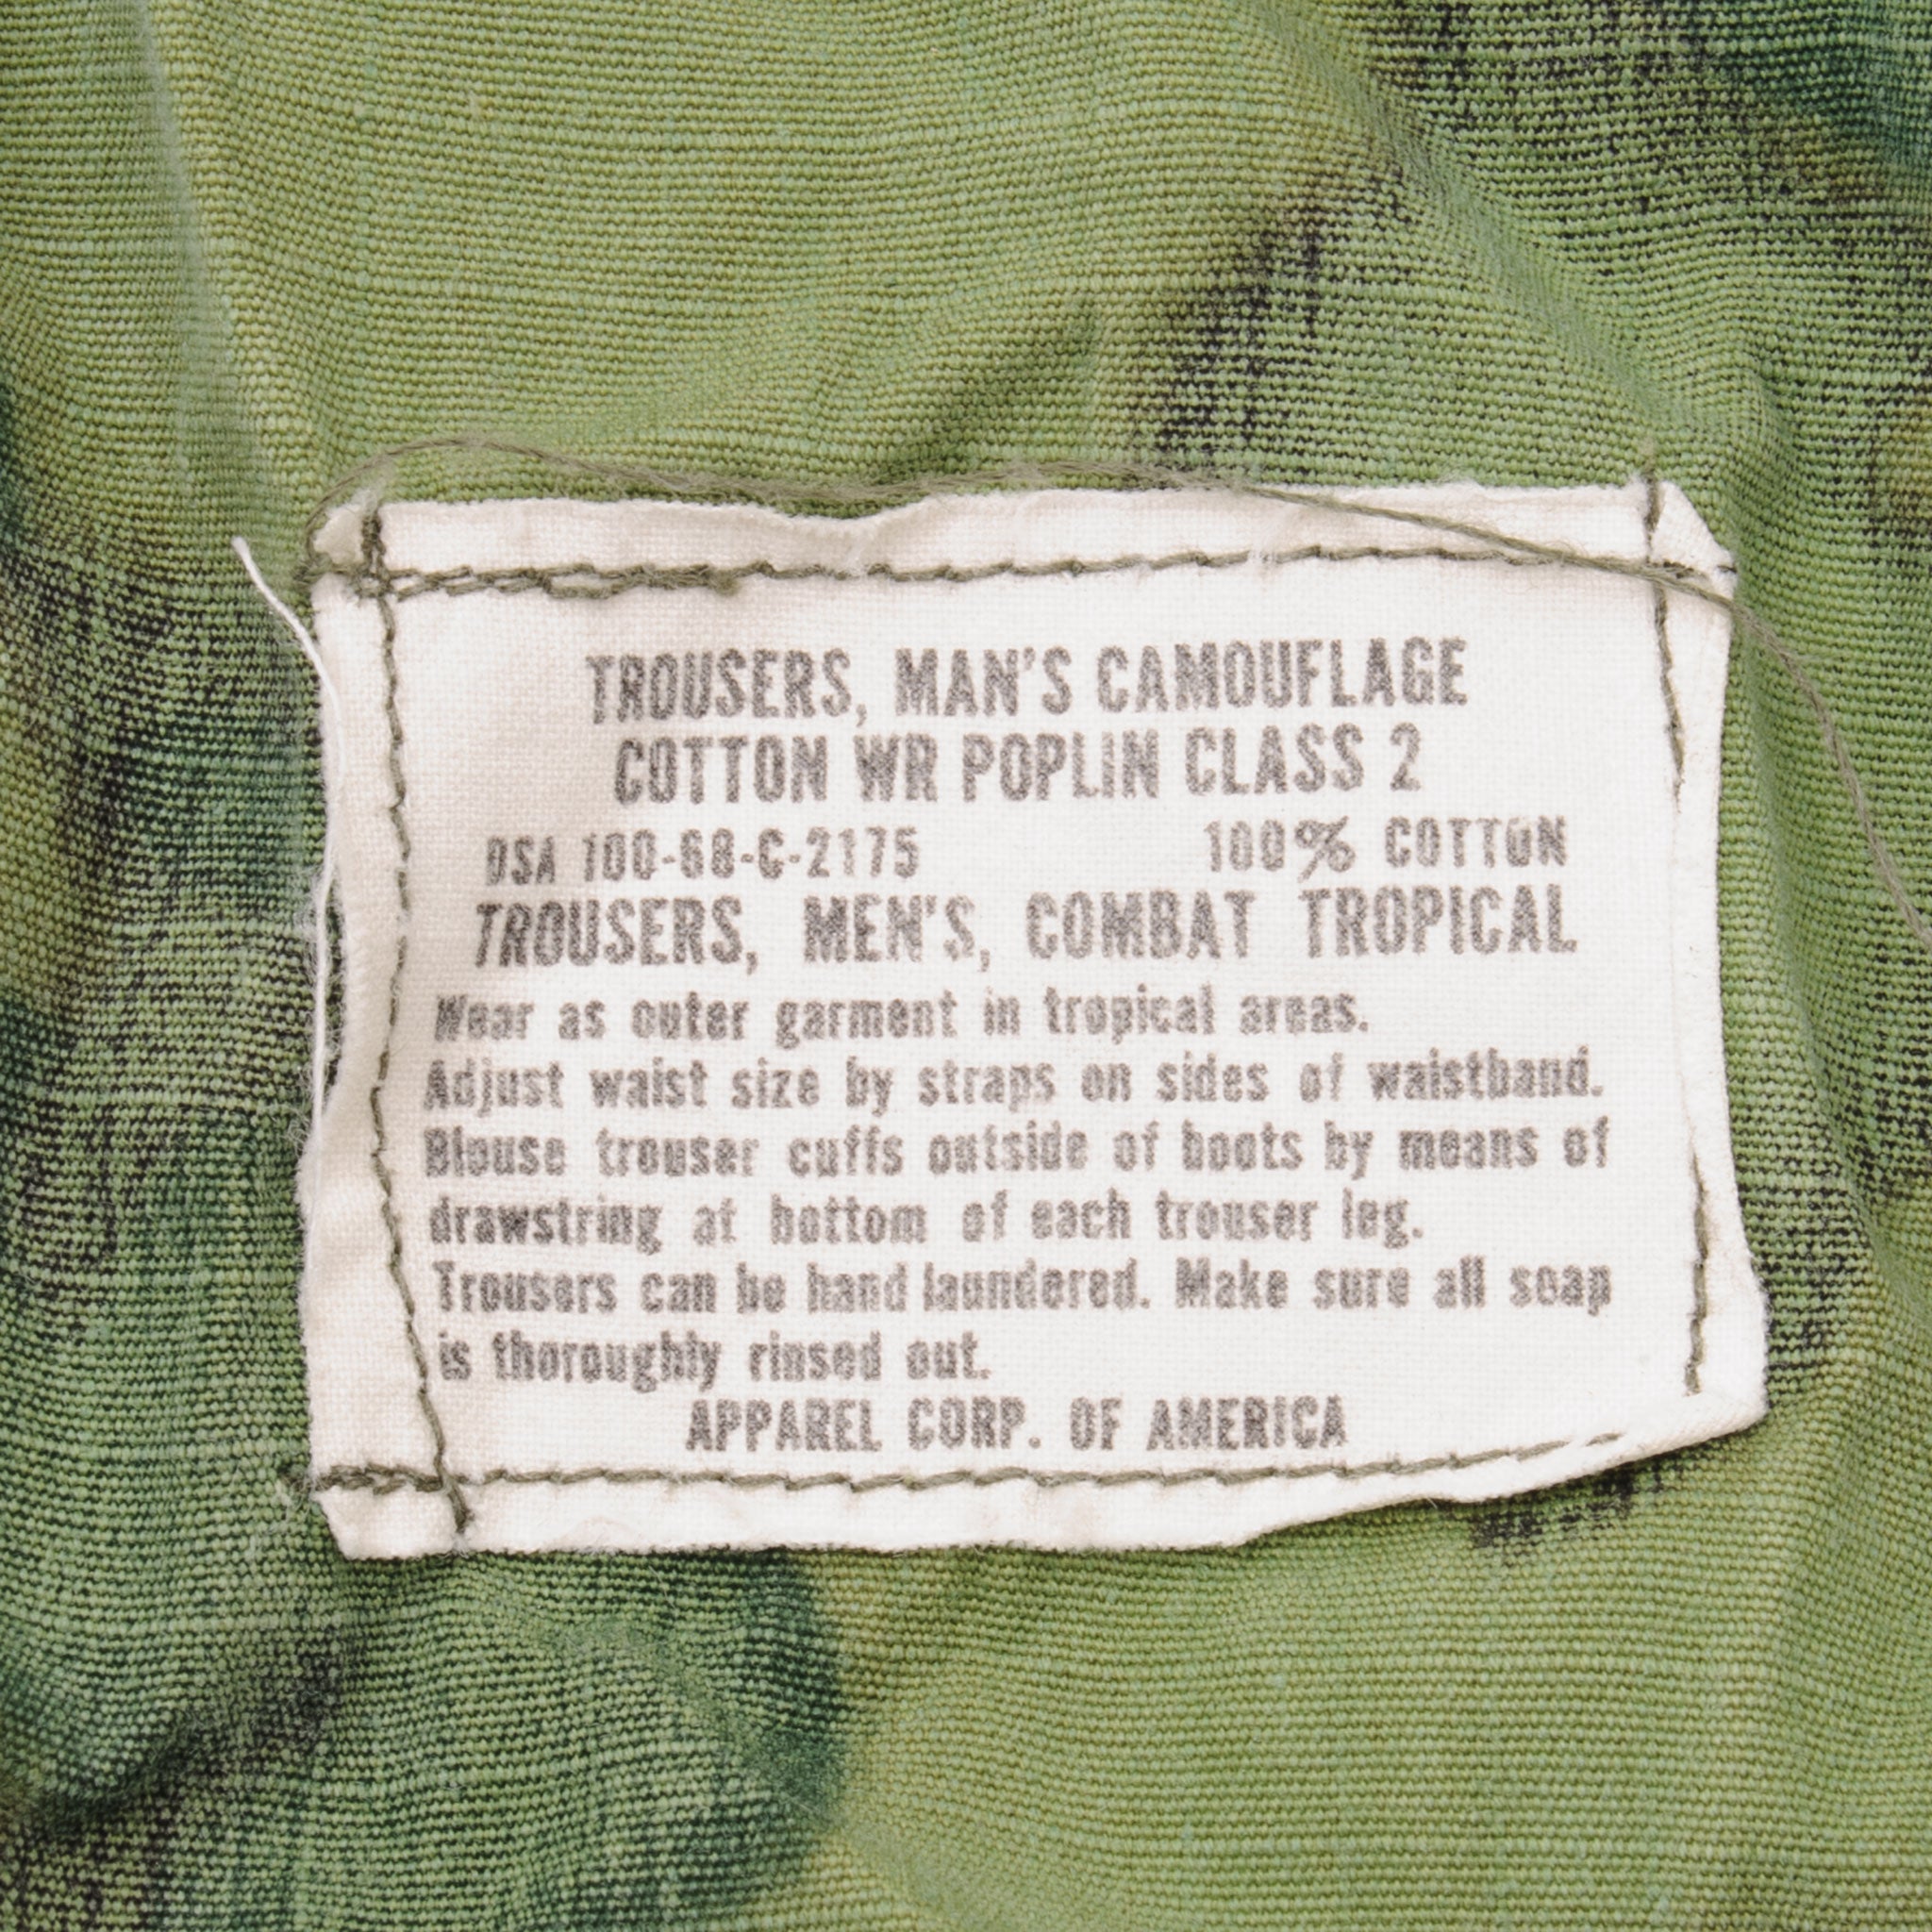 TROUSERS, MAN'S CAMOUFLAGE
COTTON WR POPLIN CLASS 2
DSA 100-68-C-2175 100% COTTON
TROUSERS, MEN'S, COMBAT TROPICAL
Wear as outer garment in tropical areas.
Adjust waist size by straps on sides of waistband.
Blouse trouser cuffs outside of boots by means of
drawstring at bottom of each trouser leg.
Trousers can be hand laundered. Make sure all soap
is thoroughly rinsed out.
APPAREL CORP. OF AMERICA